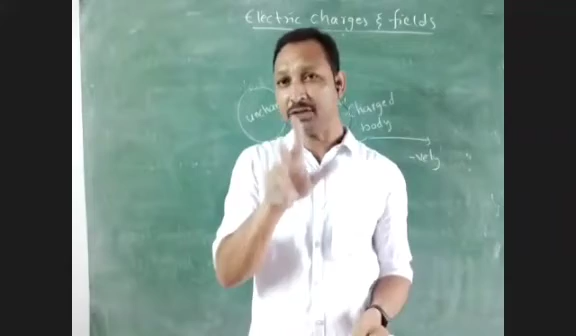 Electric Charges & fields
unchar
Charged
body
-vely